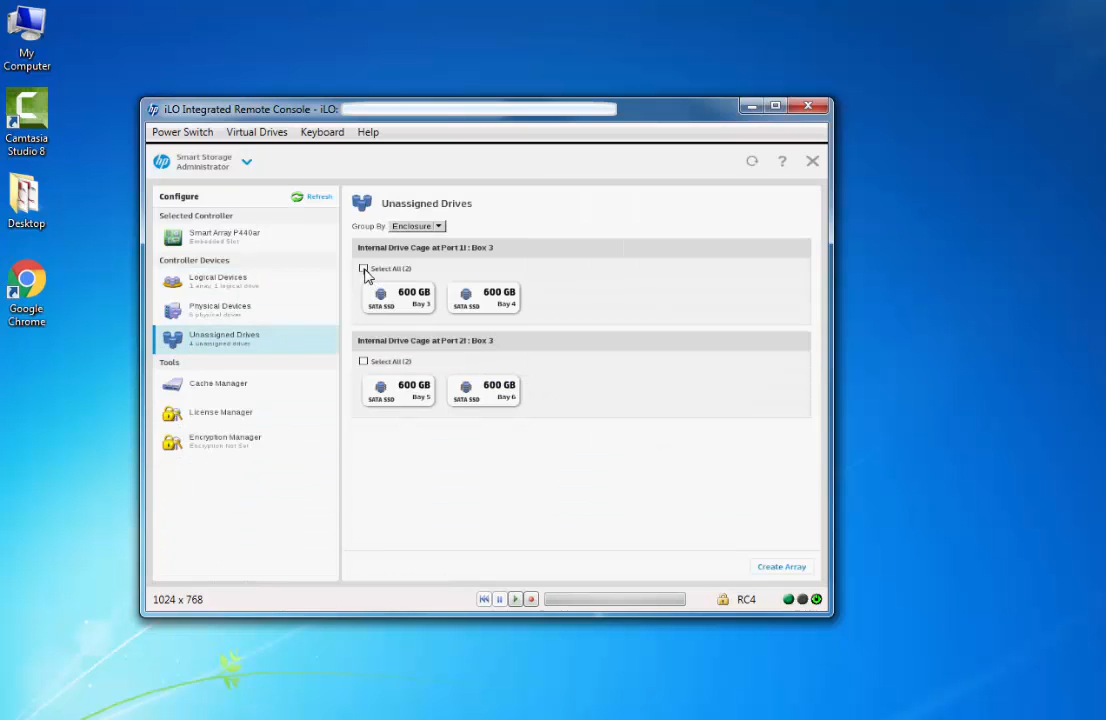 My
Computer
Camtasia
Studio 8
Desktop
Google
Chrome
hp iLO Integrated Remote Console - iLO:
Power Switch Virtual Drives Keyboard Help
hp Smart Storage
Administrator
?
Configure
Refresh
Selected Controller
Smart Array P440ar
Embedded Slot
Controller Devices
Logical Devices
1 array, 1 logical drive
Physical Devices
6 physical drives
Unassigned Drives
4 unassigned drives
Tools
Cache Manager
License Manager
Encryption Manager
Encryption Not Set
Unassigned Drives
Group By Enclosure
Internal Drive Cage at Port 1I : Box 3
Select All (2)
600 GB
SATA SSD Bay 3
600 GB
SATA SSD Bay 4
Internal Drive Cage at Port 2I : Box 3
Select All (2)
600 GB
SATA SSD Bay 5
600 GB
SATA SSD Bay 6
Create Array
1024 x 768
RC4